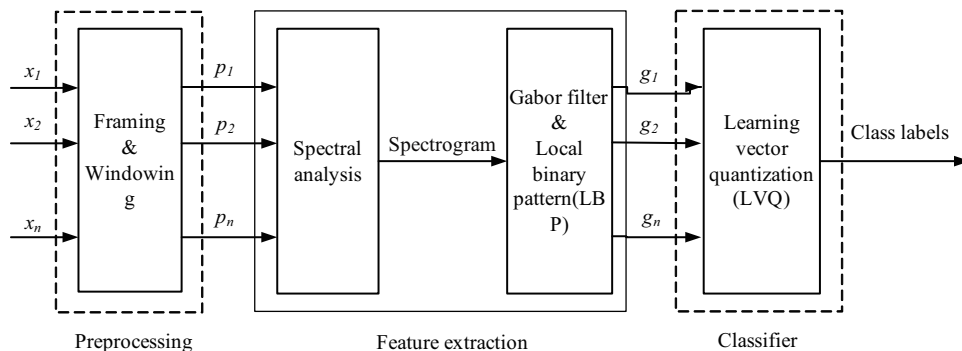 x1
x2
xn
Framing
&
Windowin
g
p1
p2
pn
Spectral
analysis
Spectrogram
Gabor filter
&
Local
binary
pattern(LB
P)
g1
g2
gn
Learning
vector
quantization
(LVQ)
Class labels
Preprocessing
Feature extraction
Classifier